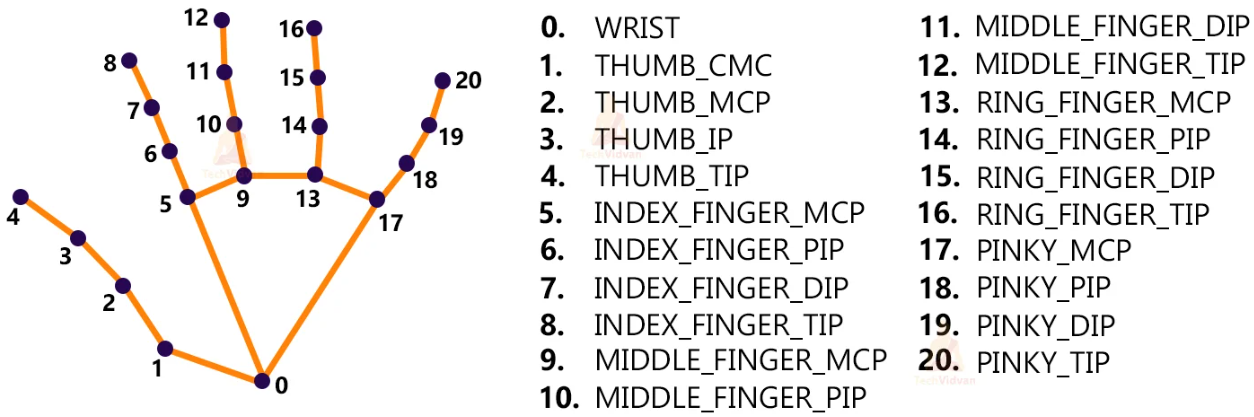 12
16
8
11
15
20
7
10
14
19
6
18
5
9
13
17
4
3
2
1
0
0. WRIST
1. THUMB_CMC
2. THUMB_MCP
3. THUMB_IP
4. THUMB_TIP
5. INDEX_FINGER_MCP
6. INDEX_FINGER_PIP
7. INDEX_FINGER_DIP
8. INDEX_FINGER_TIP
9. MIDDLE_FINGER_MCP
10. MIDDLE_FINGER_PIP
11. MIDDLE_FINGER_DIP
12. MIDDLE_FINGER_TIP
13. RING_FINGER_MCP
14. RING_FINGER_PIP
15. RING_FINGER_DIP
16. RING_FINGER_TIP
17. PINKY_MCP
18. PINKY_PIP
19. PINKY_DIP
20. PINKY_TIP
TechVidvan
TechVidvan
TechVidvan